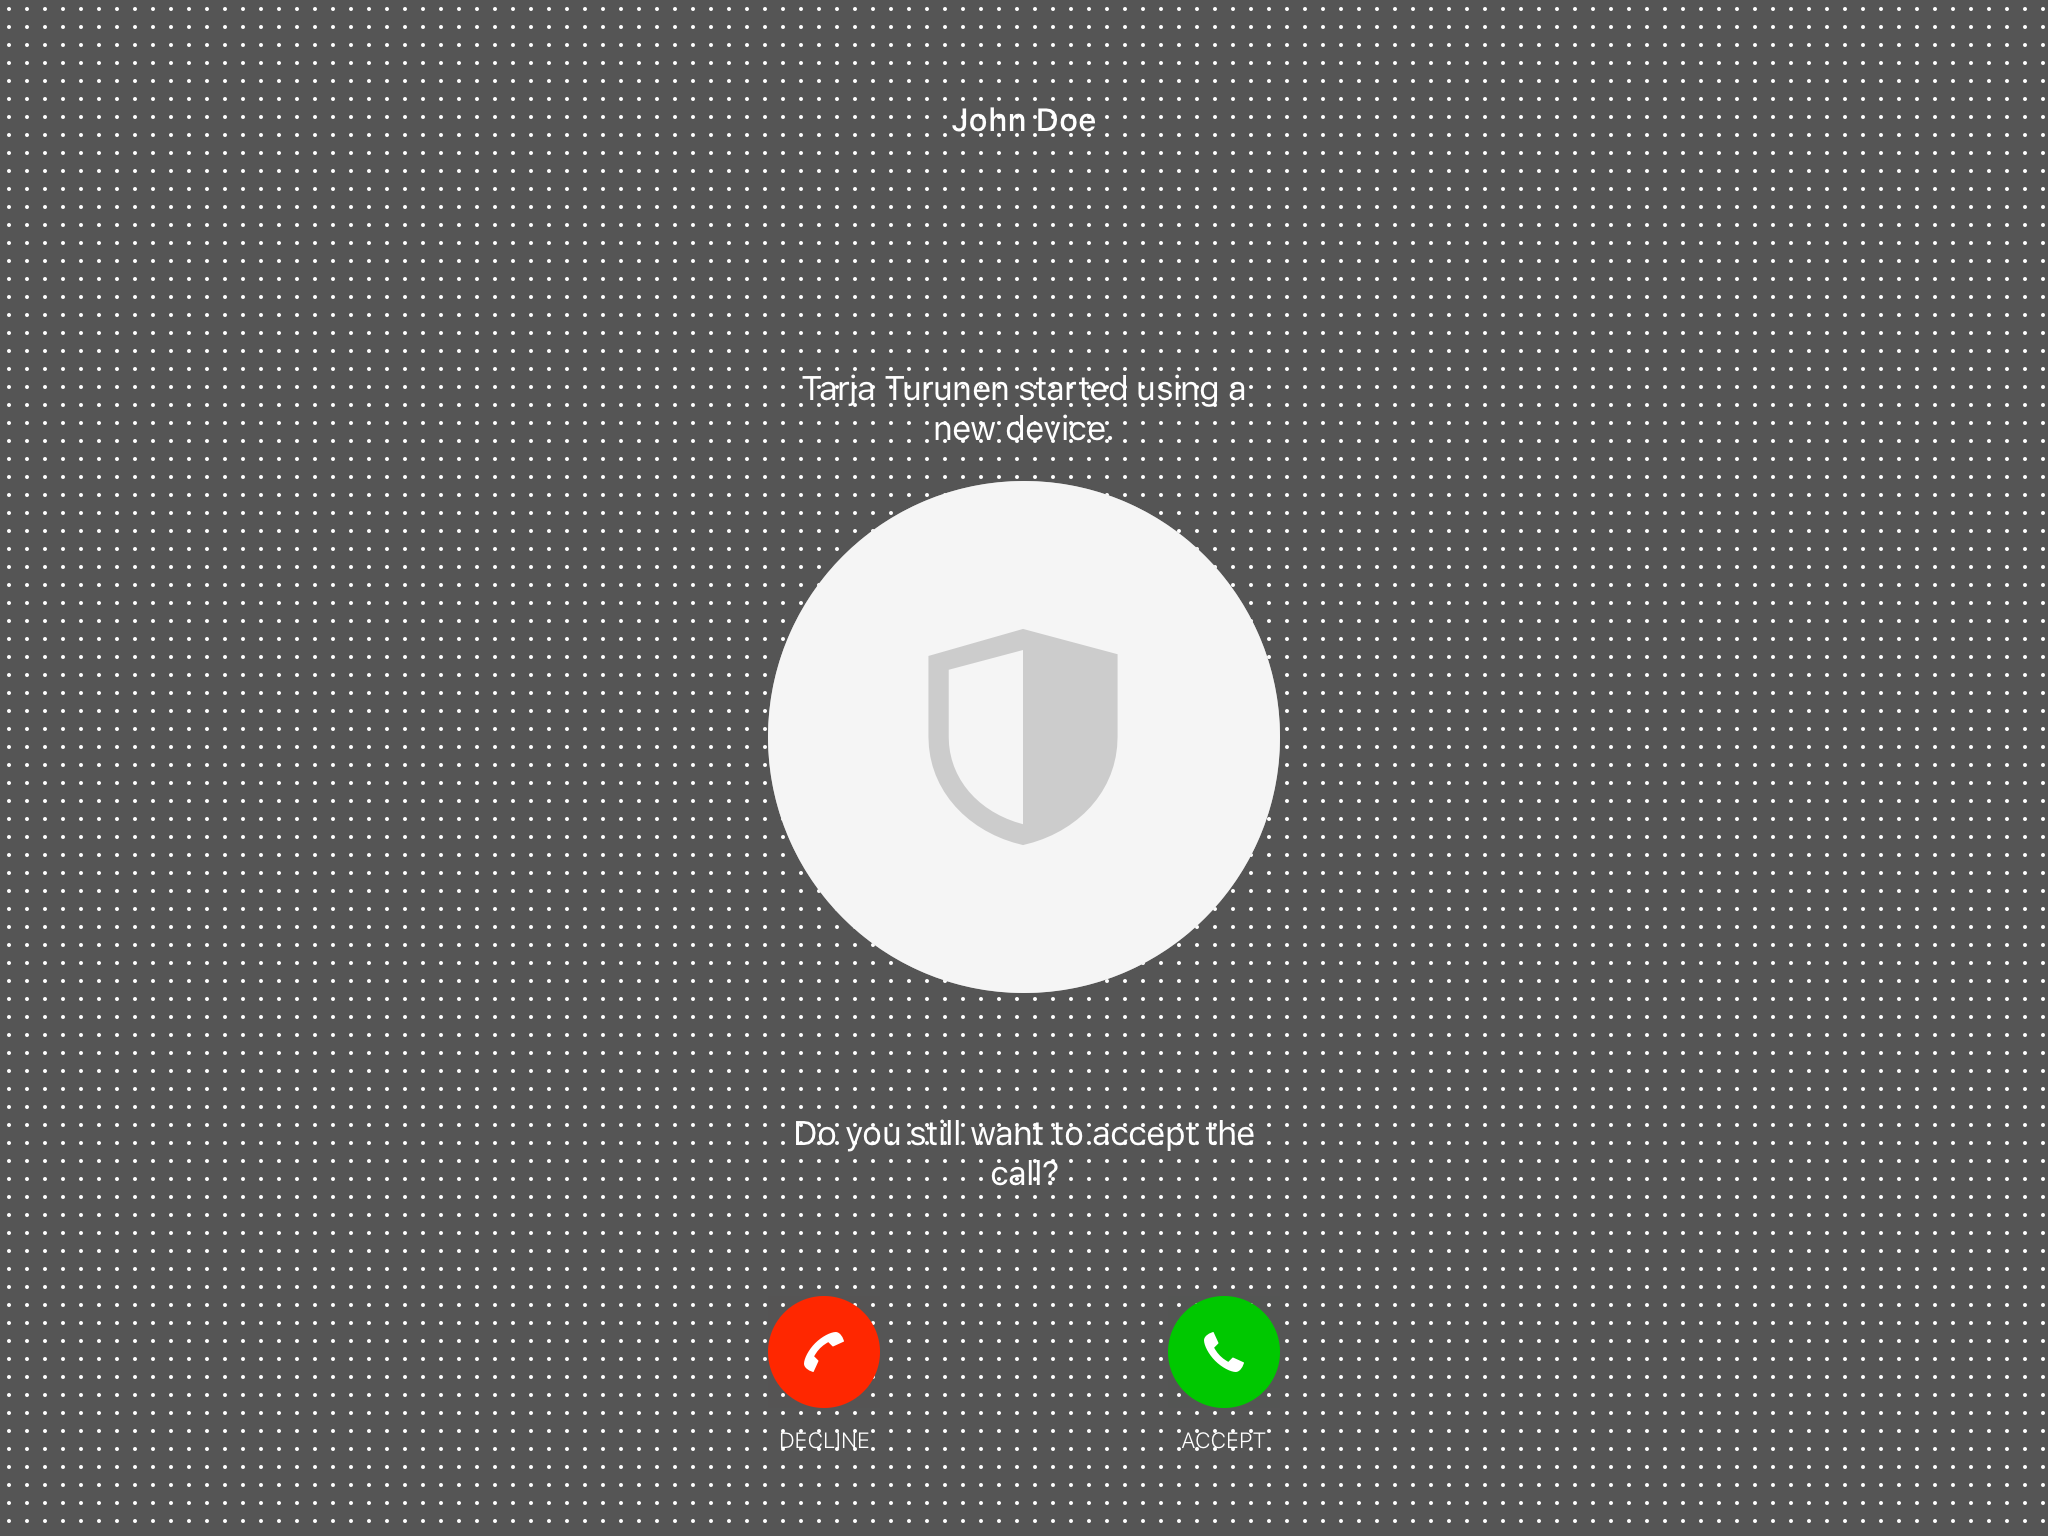 John Doe
Tarja Turunen started using a
new device.
Do you still want to accept the
call?
DECLINE
ACCEPT